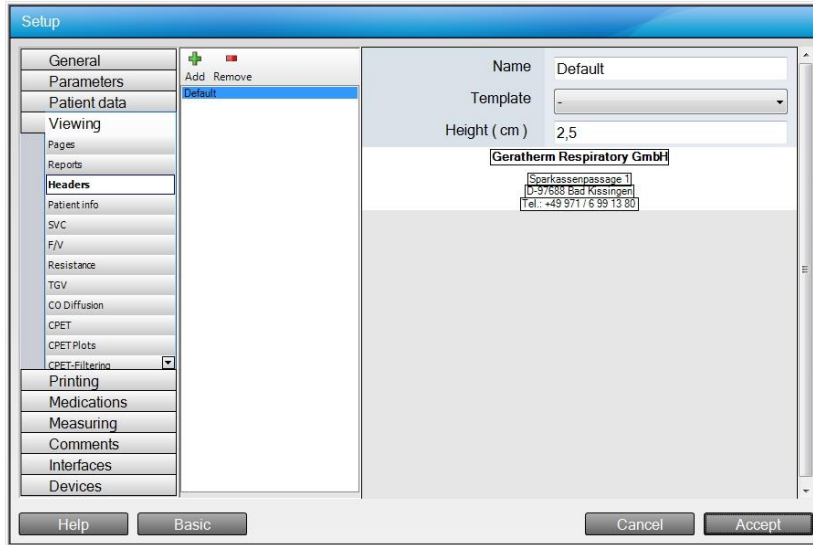 Setup
General
Parameters
Patient data
Viewing
Pages
Reports
Headers
Patient info
SVC
F/V
Resistance
TGV
CO Diffusion
CPET
CPET Plots
CPET-Filtering
Printing
Medications
Measuring
Comments
Interfaces
Devices
Add Remove
Default
Name Default
Template -
Height ( cm ) 2,5
Geratherm Respiratory GmbH
Sparkassenpassage 1
D-97688 Bad Kissingen
Tel.: +49 971 / 6 99 13 80
Help Basic Cancel Accept